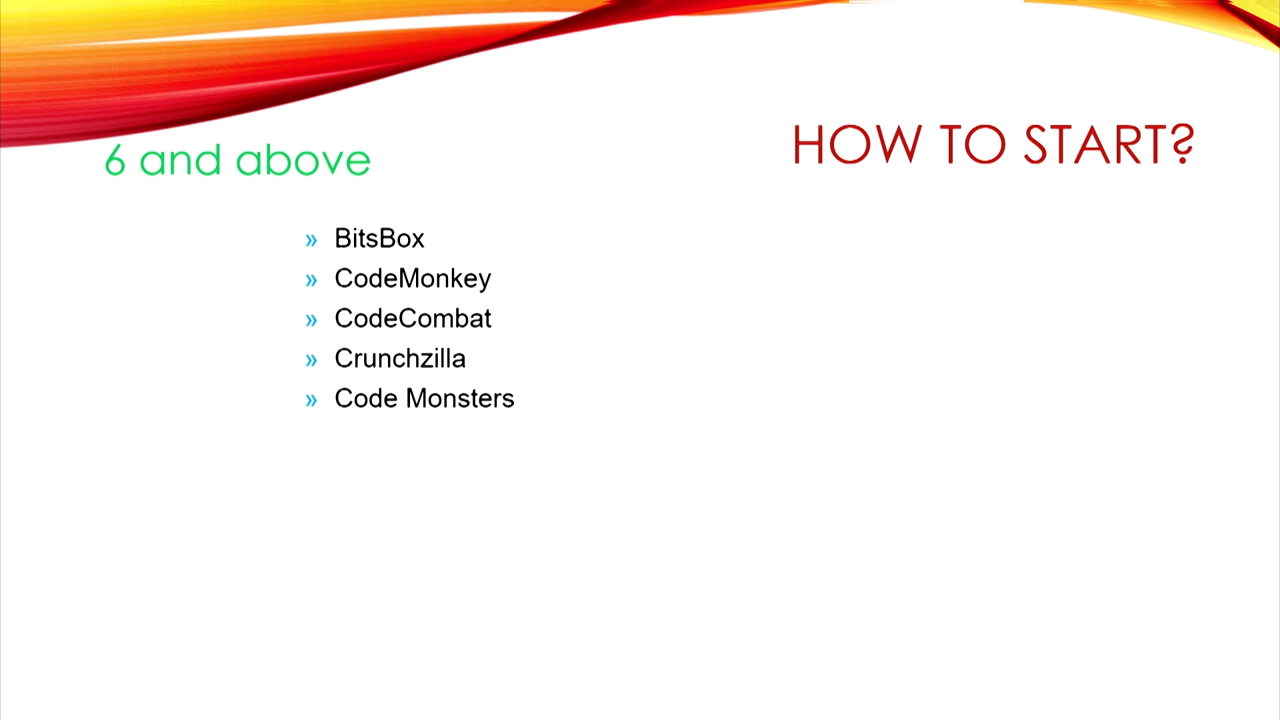 HOW TO START?
6 and above
» BitsBox
» CodeMonkey
» CodeCombat
» Crunchzilla
» Code Monsters